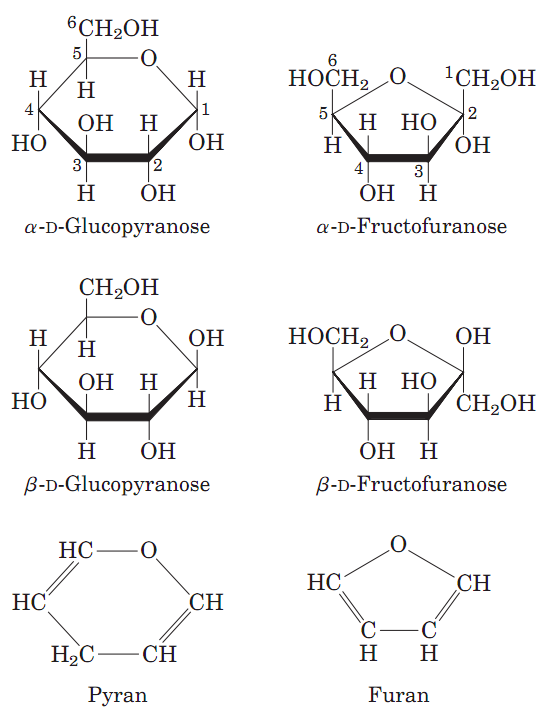 6CH2OH
5 O
H H H
4 1
OH H
HO OH
3 2
H OH
α-D-Glucopyranose
6
HOCH2 O 1CH2OH
5 H HO 2
H OH
4 3
OH H
α-D-Fructofuranose
CH2OH
O
H H OH
OH H
HO H
H OH
β-D-Glucopyranose
HOCH2 O OH
H HO
H CH2OH
OH H
β-D-Fructofuranose
HC O
HC CH
H2C CH
Pyran
O
HC CH
C C
H H
Furan